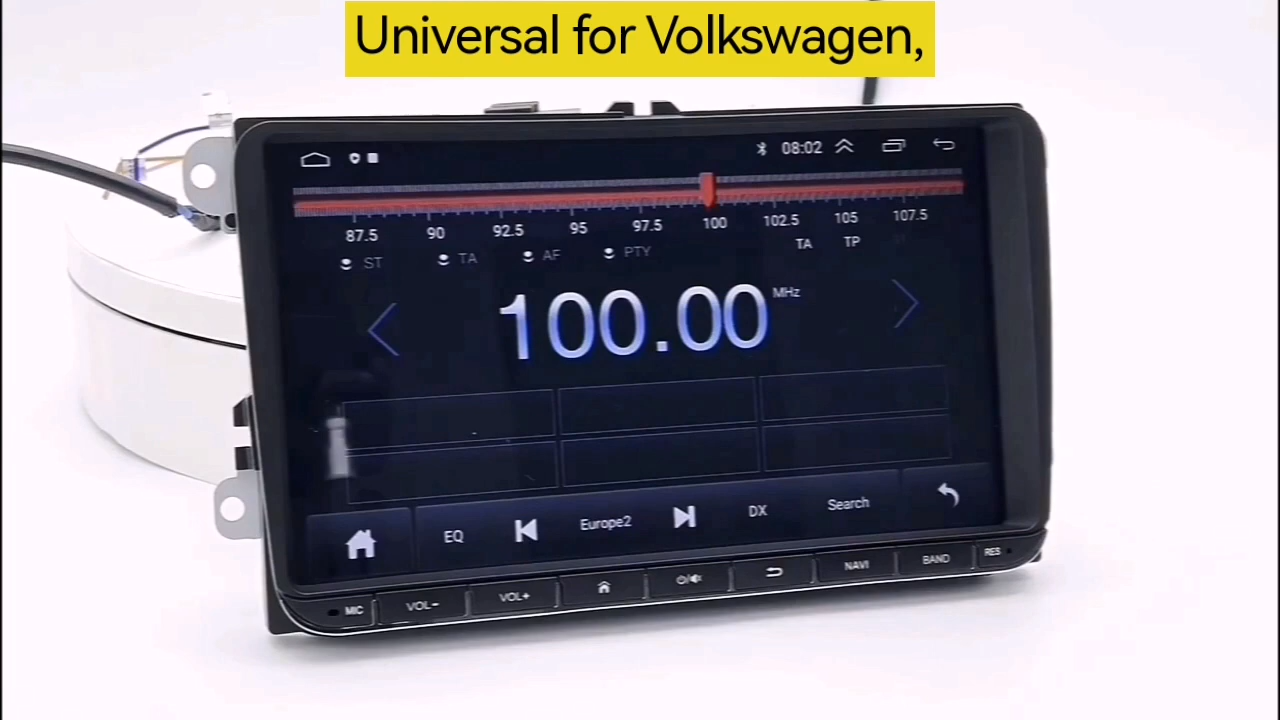 Universal for Volkswagen,
08:02
87.5 90 92.5 95 97.5 100 102.5 105 107.5
ST TA AF PTY TA TP
100.00 MHz
EQ Europe2 DX Search
MIC VOL- VOL+ NAVI BAND RES